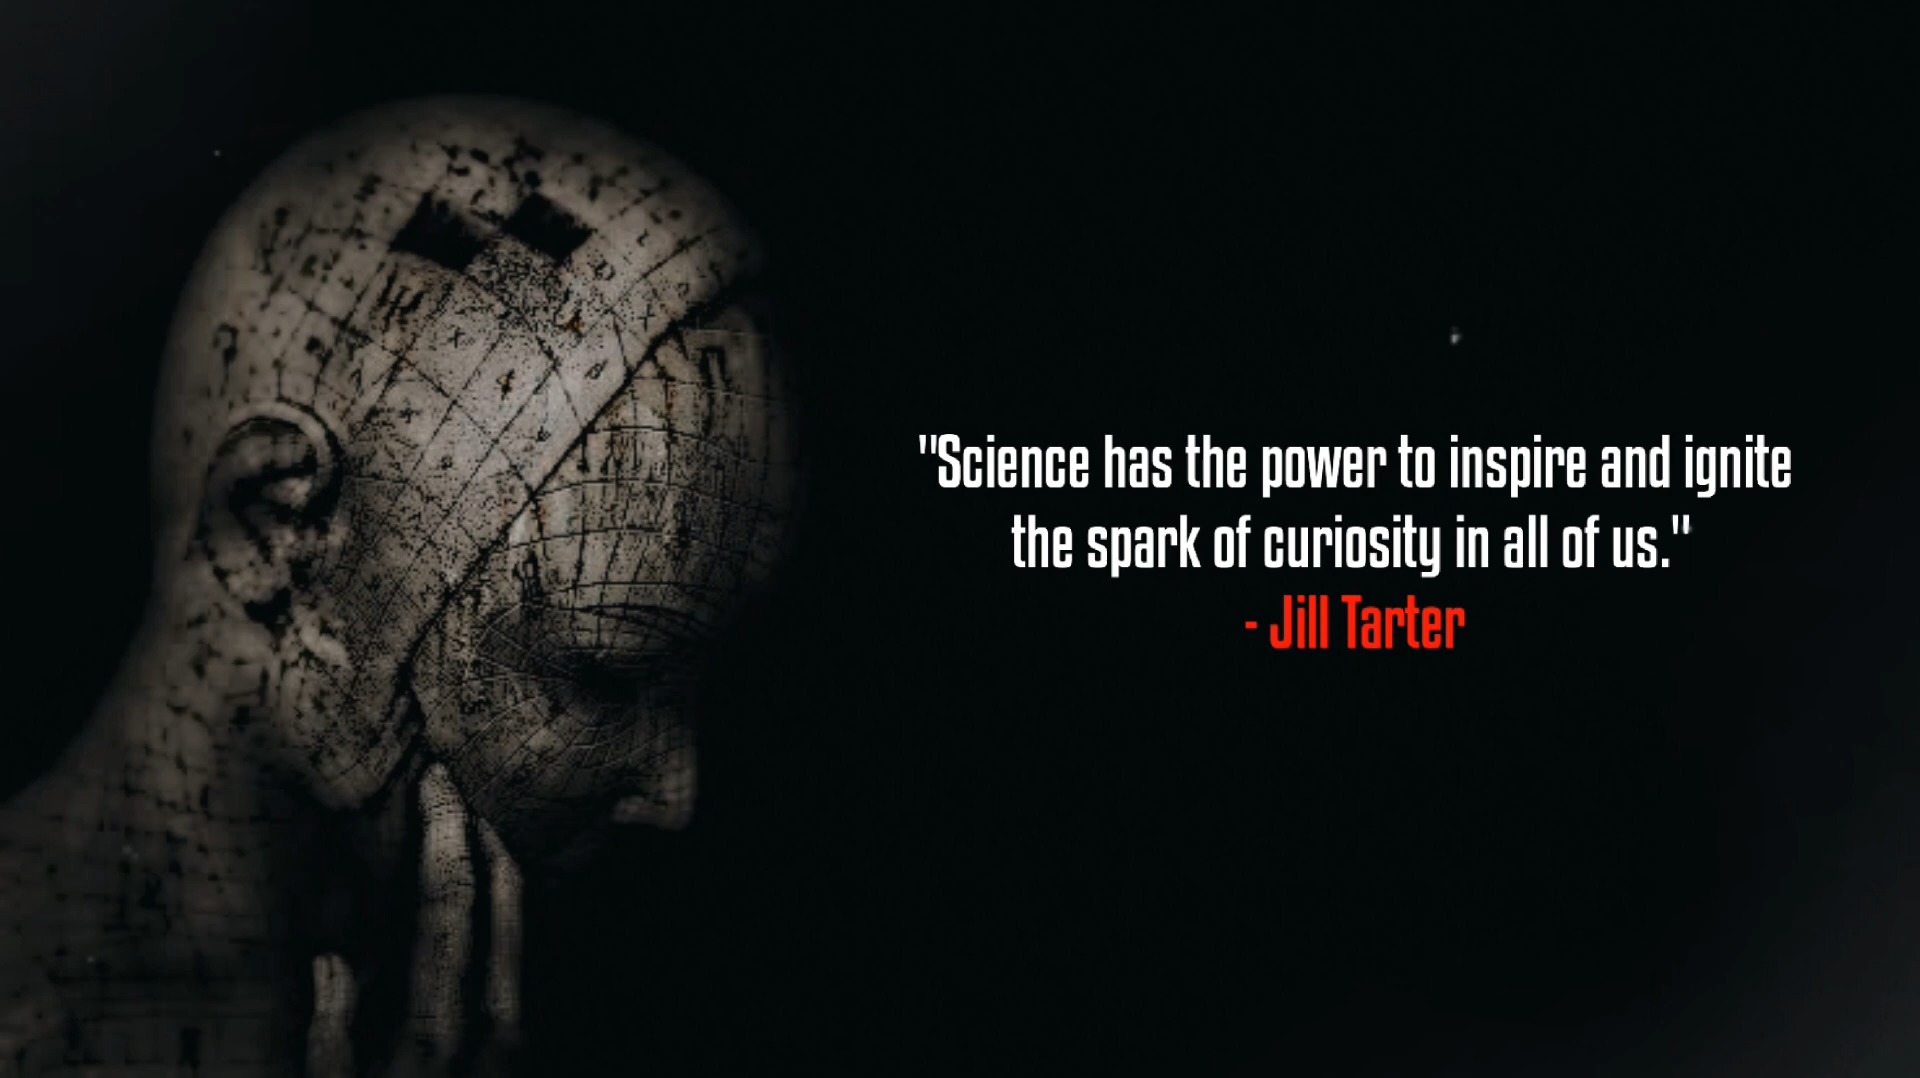 "Science has the power to inspire and ignite
the spark of curiosity in all of us."
- Jill Tarter